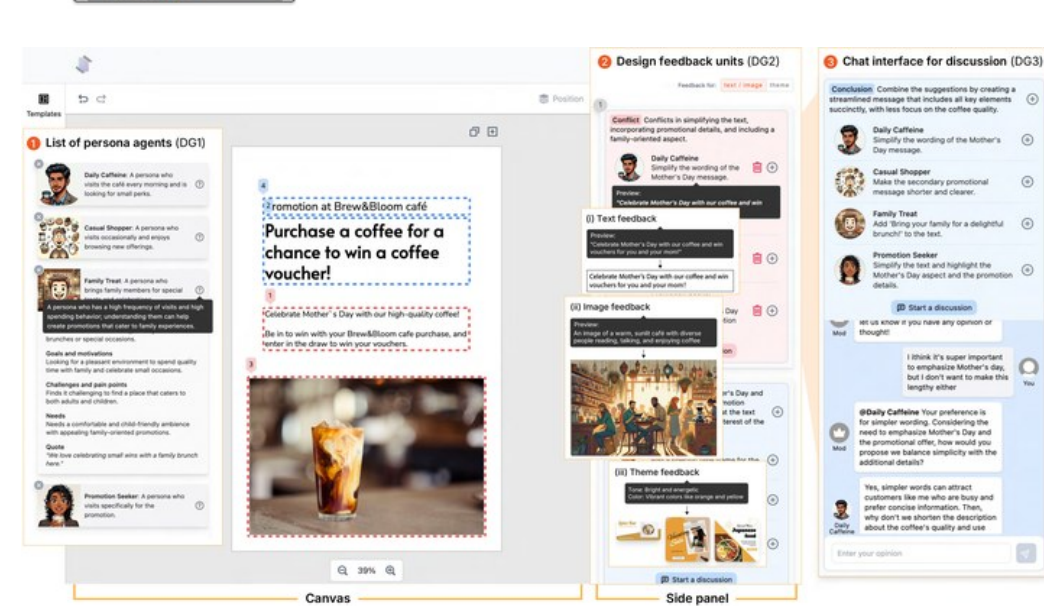 Templates
Position
1 List of persona agents (DG1)
Daily Caffeine: A persona who
visits the café every morning and is
looking for small perks.
Casual Shopper: A persona who
visits occasionally and enjoys
browsing new offerings.
Family Treat: A persona who
brings family members for special
A persona who has a high frequency of visits and high
spending behavior; understanding them can help
create promotions that cater to family experiences.
brunches or special occasions.
Goals and motivations
Looking for a pleasant environment to spend quality
time with family and celebrate small occasions.
Challenges and pain points
Finds it challenging to find a place that caters to
both adults and children.
Needs
Needs a comfortable and child-friendly ambience
with appealing family-oriented promotions.
Quote
"We love celebrating small wins with a family brunch
here."
Promotion Seeker: A persona who
visits specifically for the
promotion.
4
2
romotion at Brew&Bloom café
Purchase a coffee for a
chance to win a coffee
voucher!
1
Celebrate Mother`s Day with our high-quality coffee!
Be in to win with your Brew&Bloom cafe purchase, and
enter in the draw to win your vouchers.
3
39%
Canvas
2 Design feedback units (DG2)
Feedback for: text / image theme
1
Conflict Conflicts in simplifying the text,
incorporating promotional details, and including a
family-oriented aspect.
Daily Caffeine
Simplify the wording of the
Mother's Day message.
Preview:
"Celebrate Mother's Day with our coffee and win
(i) Text feedback
Preview:
"Celebrate Mother's Day with our coffee and win
vouchers for you and your mom!"
Celebrate Mother's Day with our coffee and win
vouchers for you and your mom!
(ii) Image feedback
Preview:
An image of a warm, sunlit café with diverse
people reading, talking, and enjoying coffee
(iii) Theme feedback
Tone: Bright and energetic
Color: Vibrant colors like orange and yellow
Start a discussion
Side panel
3 Chat interface for discussion (DG3)
Conclusion Combine the suggestions by creating a
streamlined message that includes all key elements
succinctly, with less focus on the coffee quality.
Daily Caffeine
Simplify the wording of the Mother's
Day message.
Casual Shopper
Make the secondary promotional
message shorter and clearer.
Family Treat
Add 'Bring your family for a delightful
brunch!' to the text.
Promotion Seeker
Simplify the text and highlight the
Mother's Day aspect and the promotion
details.
Start a discussion
let us know if you have any opinion or
thought!
Mod
I think it's super important
to emphasize Mother's day,
but I don't want to make this
lengthy either
You
@Daily Caffeine Your preference is
for simpler wording. Considering the
need to emphasize Mother's Day and
the promotional offer, how would you
propose we balance simplicity with the
additional details?
Mod
Yes, simpler words can attract
customers like me who are busy and
prefer concise information. Then,
why don't we shorten the description
about the coffee's quality and use
Daily
Caffeine
Enter your opinion